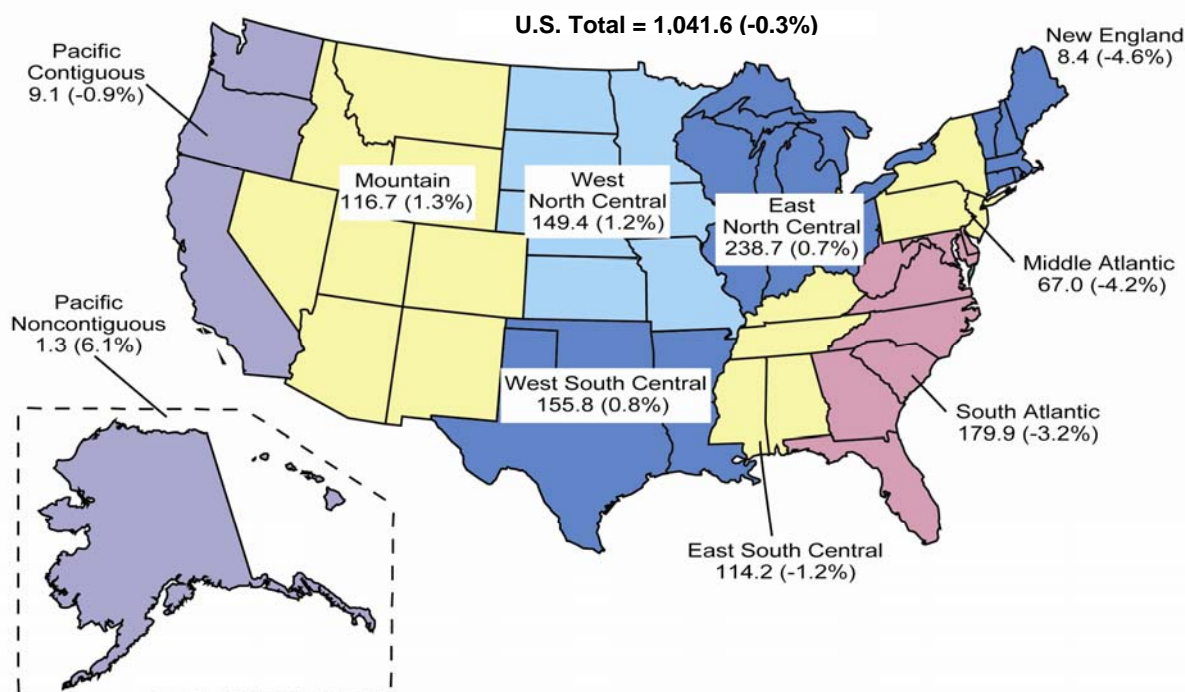 U.S. Total = 1,041.6 (-0.3%)
New England
8.4 (-4.6%)
Pacific
Contiguous
9.1 (-0.9%)
Mountain
116.7 (1.3%)
West
North Central
149.4 (1.2%)
East
North Central
238.7 (0.7%)
Middle Atlantic
67.0 (-4.2%)
Pacific
Noncontiguous
1.3 (6.1%)
West South Central
155.8 (0.8%)
South Atlantic
179.9 (-3.2%)
East South Central
114.2 (-1.2%)